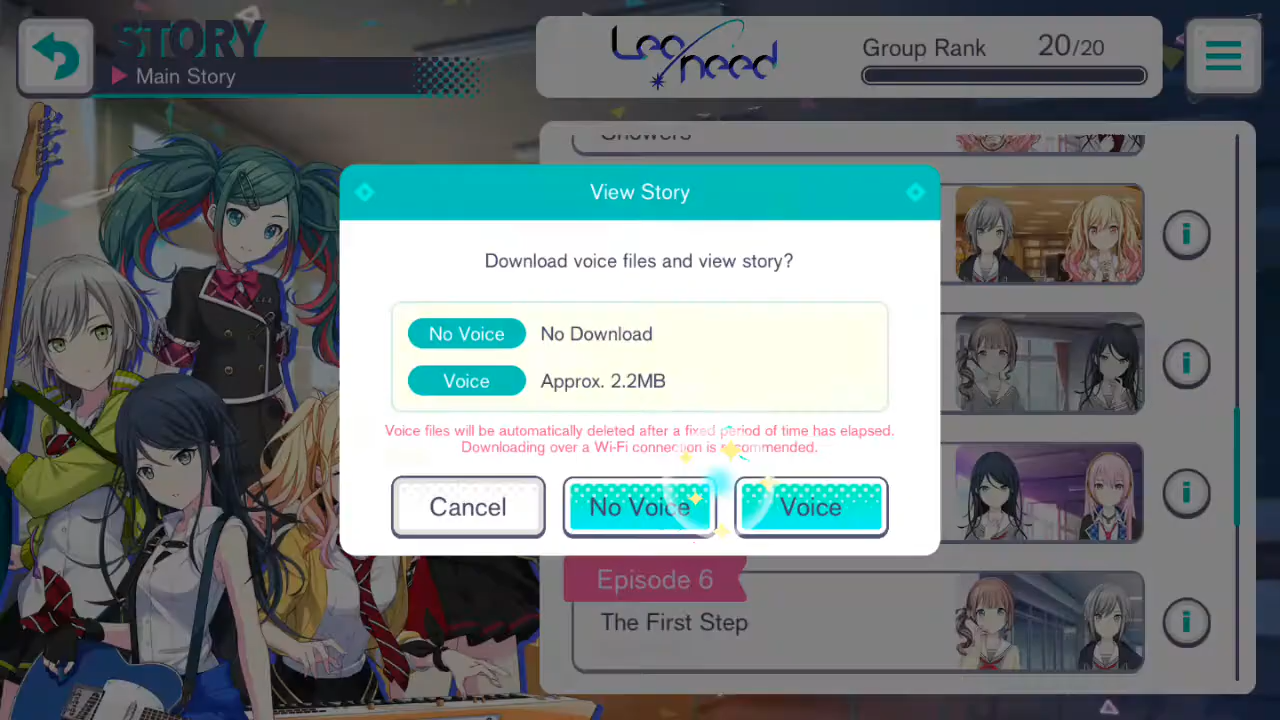 STORY
Main Story
Leo/need
Group Rank 20/20
Showers
View Story
Download voice files and view story?
No Voice No Download
Voice Approx. 2.2MB
Voice files will be automatically deleted after a fixed period of time has elapsed.
Downloading over a Wi-Fi connection is recommended.
Cancel No Voice Voice
Episode 6
The First Step